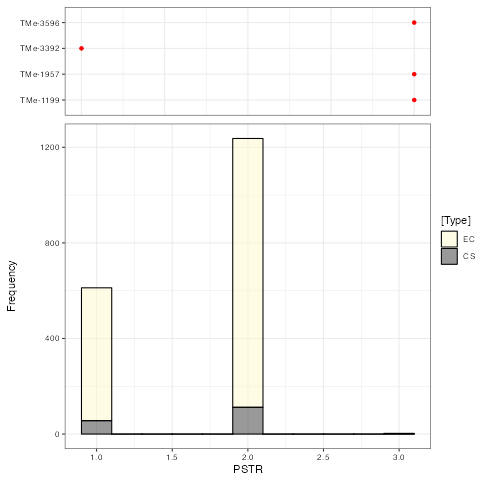 TMe-3596
TMe-3392
TMe-1957
TMe-1199
1200
800
400
0
Frequency
1.0 1.5 2.0 2.5 3.0
PSTR
[Type]
EC
CS